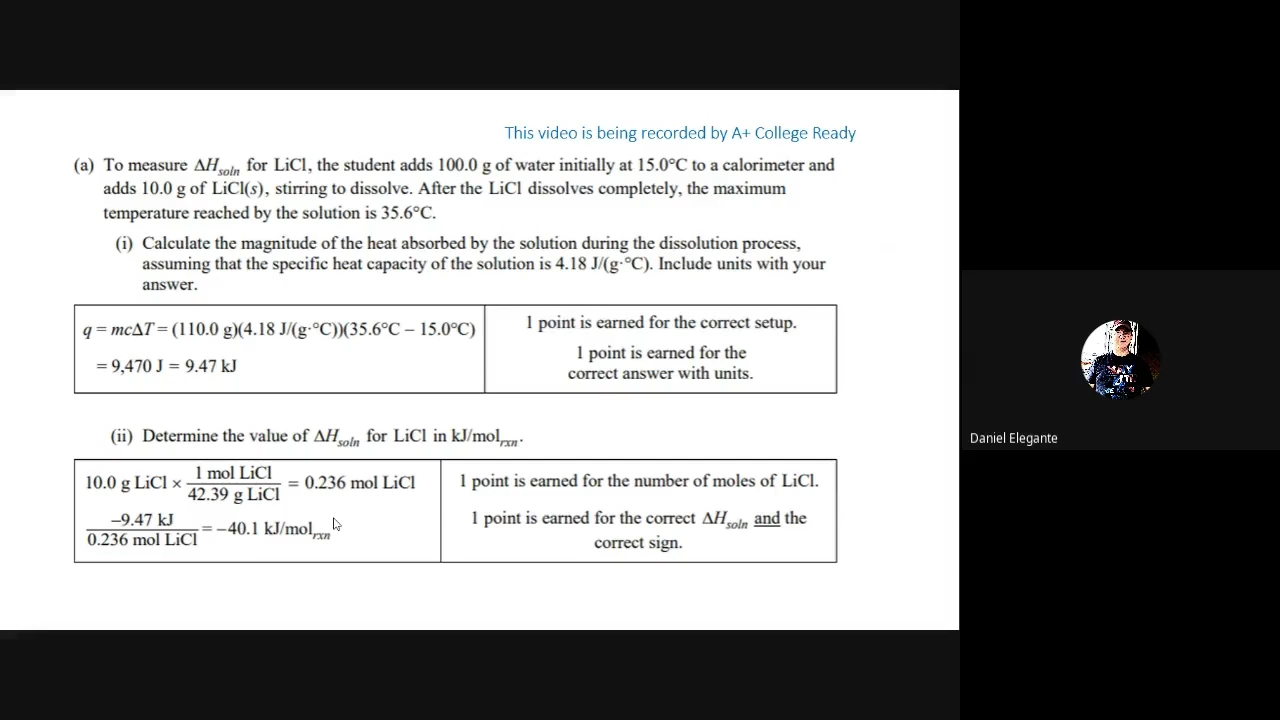 This video is being recorded by A+ College Ready
(a) To measure ΔH_soln for LiCl, the student adds 100.0 g of water initially at 15.0°C to a calorimeter and
adds 10.0 g of LiCl(s), stirring to dissolve. After the LiCl dissolves completely, the maximum
temperature reached by the solution is 35.6°C.
(i) Calculate the magnitude of the heat absorbed by the solution during the dissolution process,
assuming that the specific heat capacity of the solution is 4.18 J/(g·°C). Include units with your
answer.
q = mcΔT = (110.0 g)(4.18 J/(g·°C))(35.6°C − 15.0°C)
= 9,470 J = 9.47 kJ
1 point is earned for the correct setup.
1 point is earned for the
correct answer with units.
(ii) Determine the value of ΔH_soln for LiCl in kJ/mol_rxn.
10.0 g LiCl × 1 mol LiCl / 42.39 g LiCl = 0.236 mol LiCl
−9.47 kJ / 0.236 mol LiCl = −40.1 kJ/mol_rxn
1 point is earned for the number of moles of LiCl.
1 point is earned for the correct ΔH_soln and the
correct sign.
Daniel Elegante